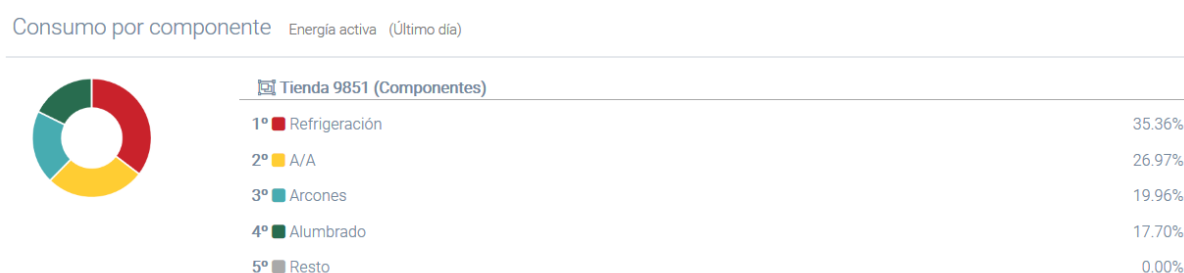 Consumo por componente Energía activa (Último día)
Tienda 9851 (Componentes)
1º Refrigeración 35.36%
2º A/A 26.97%
3º Arcones 19.96%
4º Alumbrado 17.70%
5º Resto 0.00%